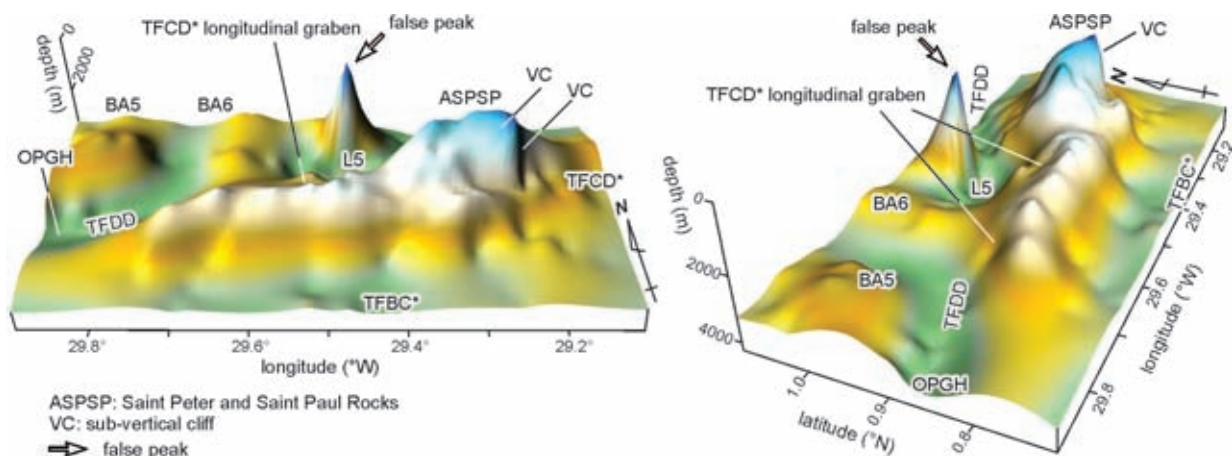 TFCD* longitudinal graben
false peak
0
2000
depth (m)
BA5
BA6
ASPSP
VC
VC
OPGH
L5
TFDD
TFCD*
N
TFBC*
29.8°
29.6°
29.4°
29.2°
longitude (°W)
ASPSP: Saint Peter and Saint Paul Rocks
VC: sub-vertical cliff
false peak
ASPSP
VC
false peak
TFDD
N
TFCD* longitudinal graben
L5
BA6
TFBC*
29.2
29.4
29.6
29.8
longitude (°W)
depth (m)
0
2000
4000
BA5
TFDD
OPGH
1.0
0.9
0.8
latitude (°N)